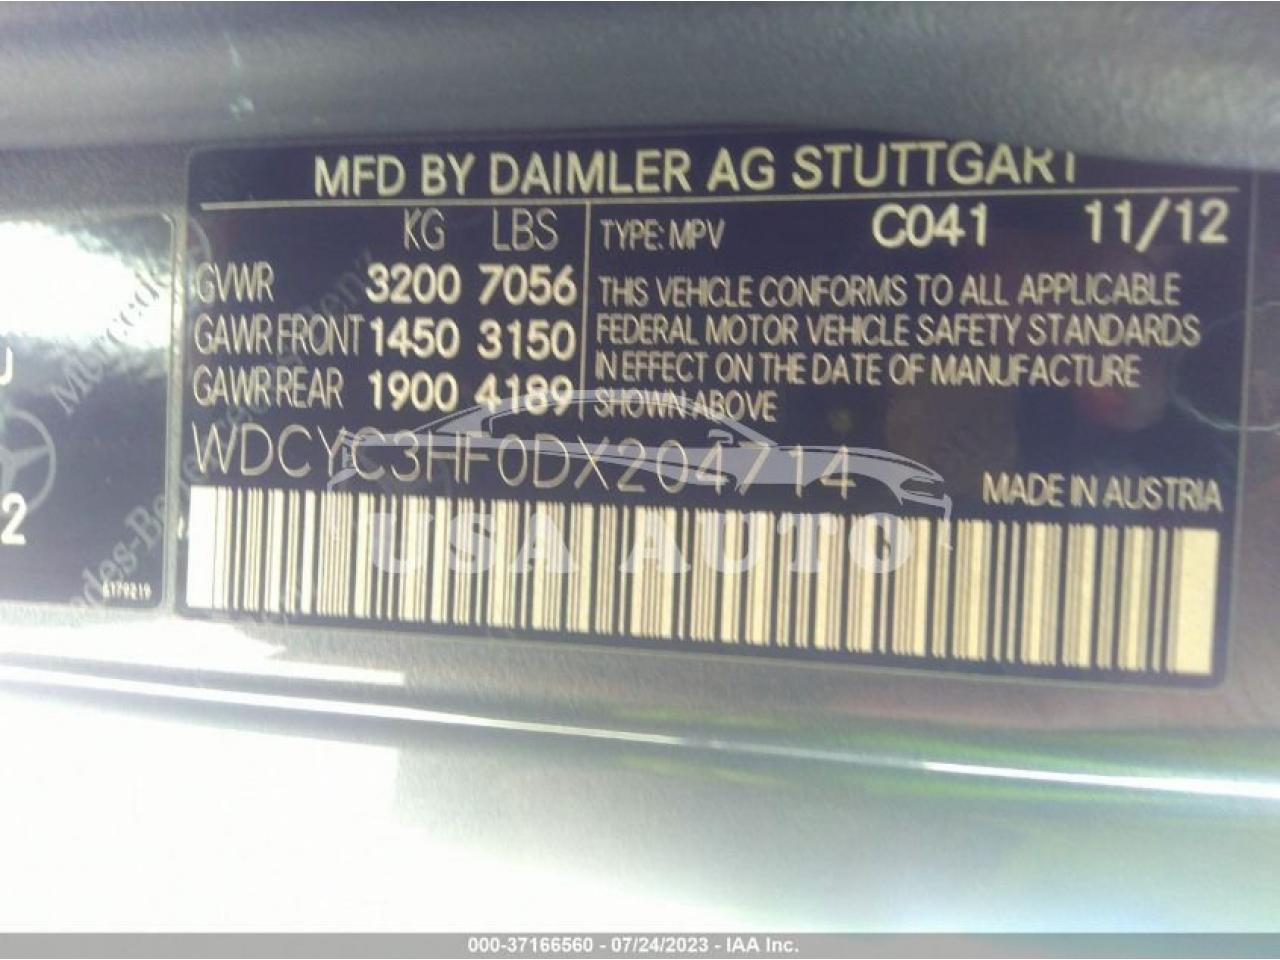 MFD BY DAIMLER AG STUTTGART
KG LBS
GVWR 3200 7056
GAWR FRONT 1450 3150
GAWR REAR 1900 4189
TYPE: MPV C041 11/12
THIS VEHICLE CONFORMS TO ALL APPLICABLE
FEDERAL MOTOR VEHICLE SAFETY STANDARDS
IN EFFECT ON THE DATE OF MANUFACTURE
SHOWN ABOVE
WDCYC3HF0DX204714
MADE IN AUSTRIA
USA AUTO
J
2
6179219
000-37166560 - 07/24/2023 - IAA Inc.